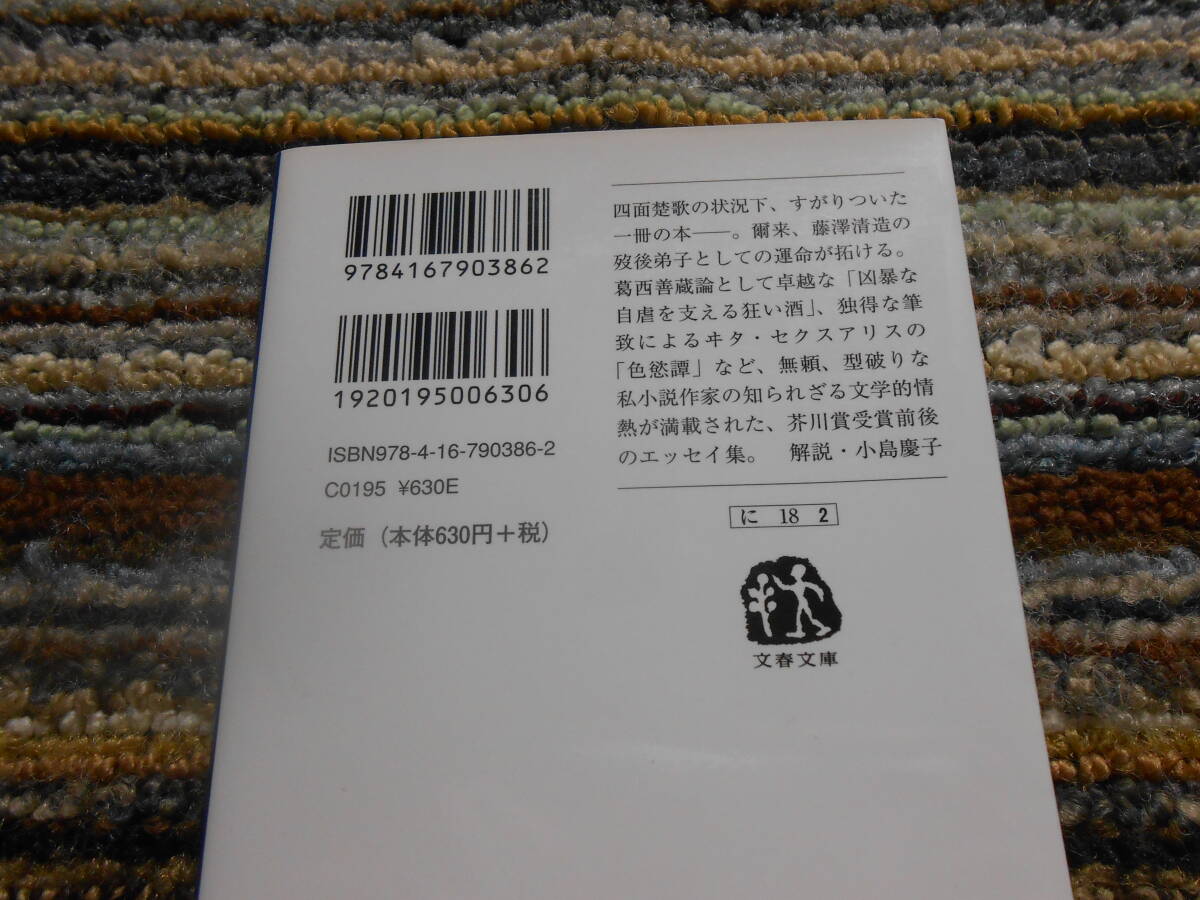 9784167903862
1920195006306
ISBN978-4-16-790386-2
C0195 ¥630E
定価（本体630円＋税）
四面楚歌の状況下、すがりついた
一冊の本――。爾来、藤澤清造の
歿後弟子としての運命が拓ける。
葛西善蔵論として卓越な「凶暴な
自虐を支える狂い酒」、独得な筆
致によるヰタ・セクスアリスの
「色慾譚」など、無頼、型破りな
私小説作家の知られざる文学的情
熱が満載された、芥川賞受賞前後
のエッセイ集。　解説・小島慶子
に 18 2
文春文庫